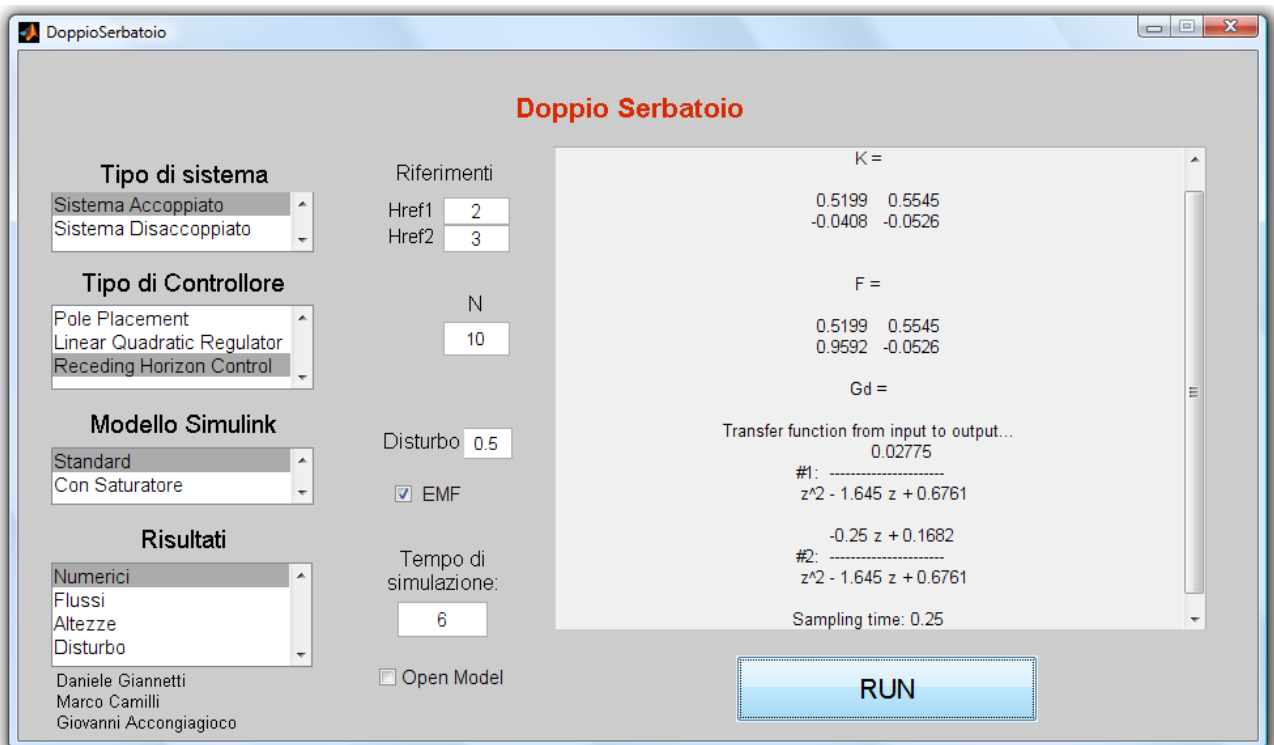 DoppioSerbatoio
Doppio Serbatoio
Tipo di sistema
Sistema Accoppiato
Sistema Disaccoppiato
Tipo di Controllore
Pole Placement
Linear Quadratic Regulator
Receding Horizon Control
Modello Simulink
Standard
Con Saturatore
Risultati
Numerici
Flussi
Altezze
Disturbo
Daniele Giannetti
Marco Camilli
Giovanni Accongiagioco
Riferimenti
Href1 2
Href2 3
N
10
Disturbo 0.5
EMF
Tempo di
simulazione:
6
Open Model
K =
0.5199 0.5545
-0.0408 -0.0526
F =
0.5199 0.5545
0.9592 -0.0526
Gd =
Transfer function from input to output...
0.02775
#1: ----------------------
z^2 - 1.645 z + 0.6761
-0.25 z + 0.1682
#2: ----------------------
z^2 - 1.645 z + 0.6761
Sampling time: 0.25
RUN